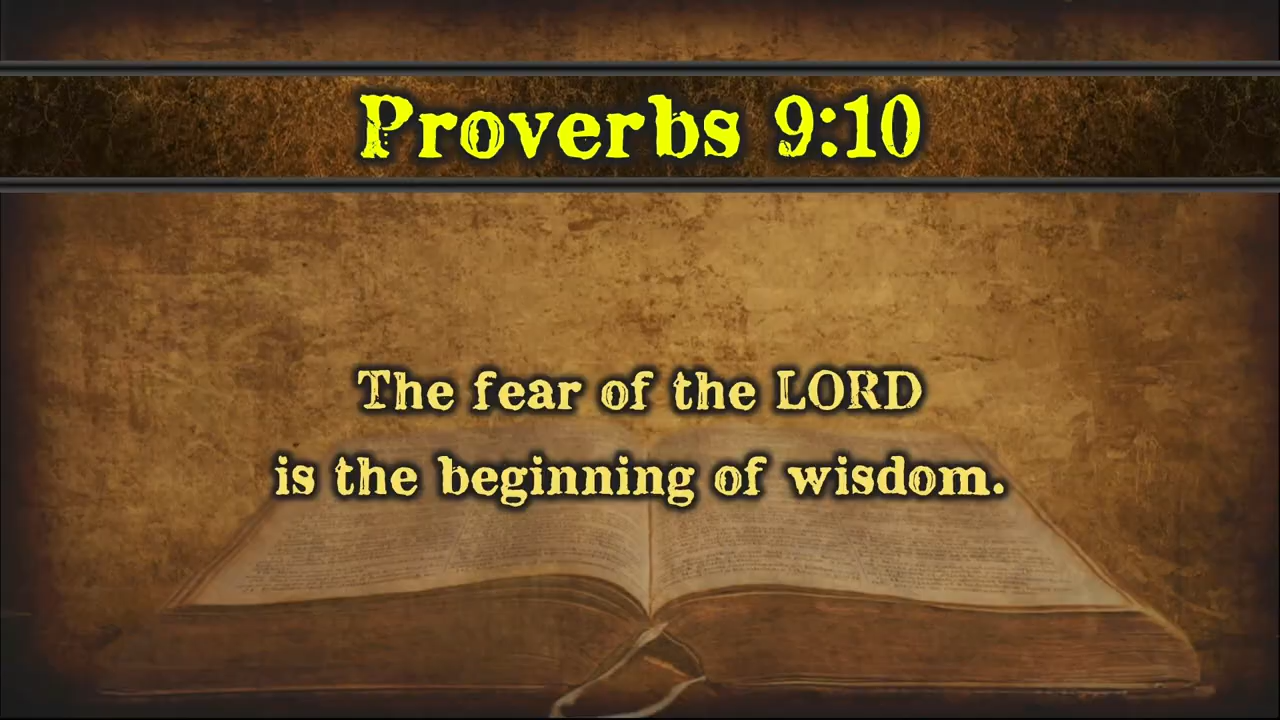 Proverbs 9:10
The fear of the LORD
is the beginning of wisdom.